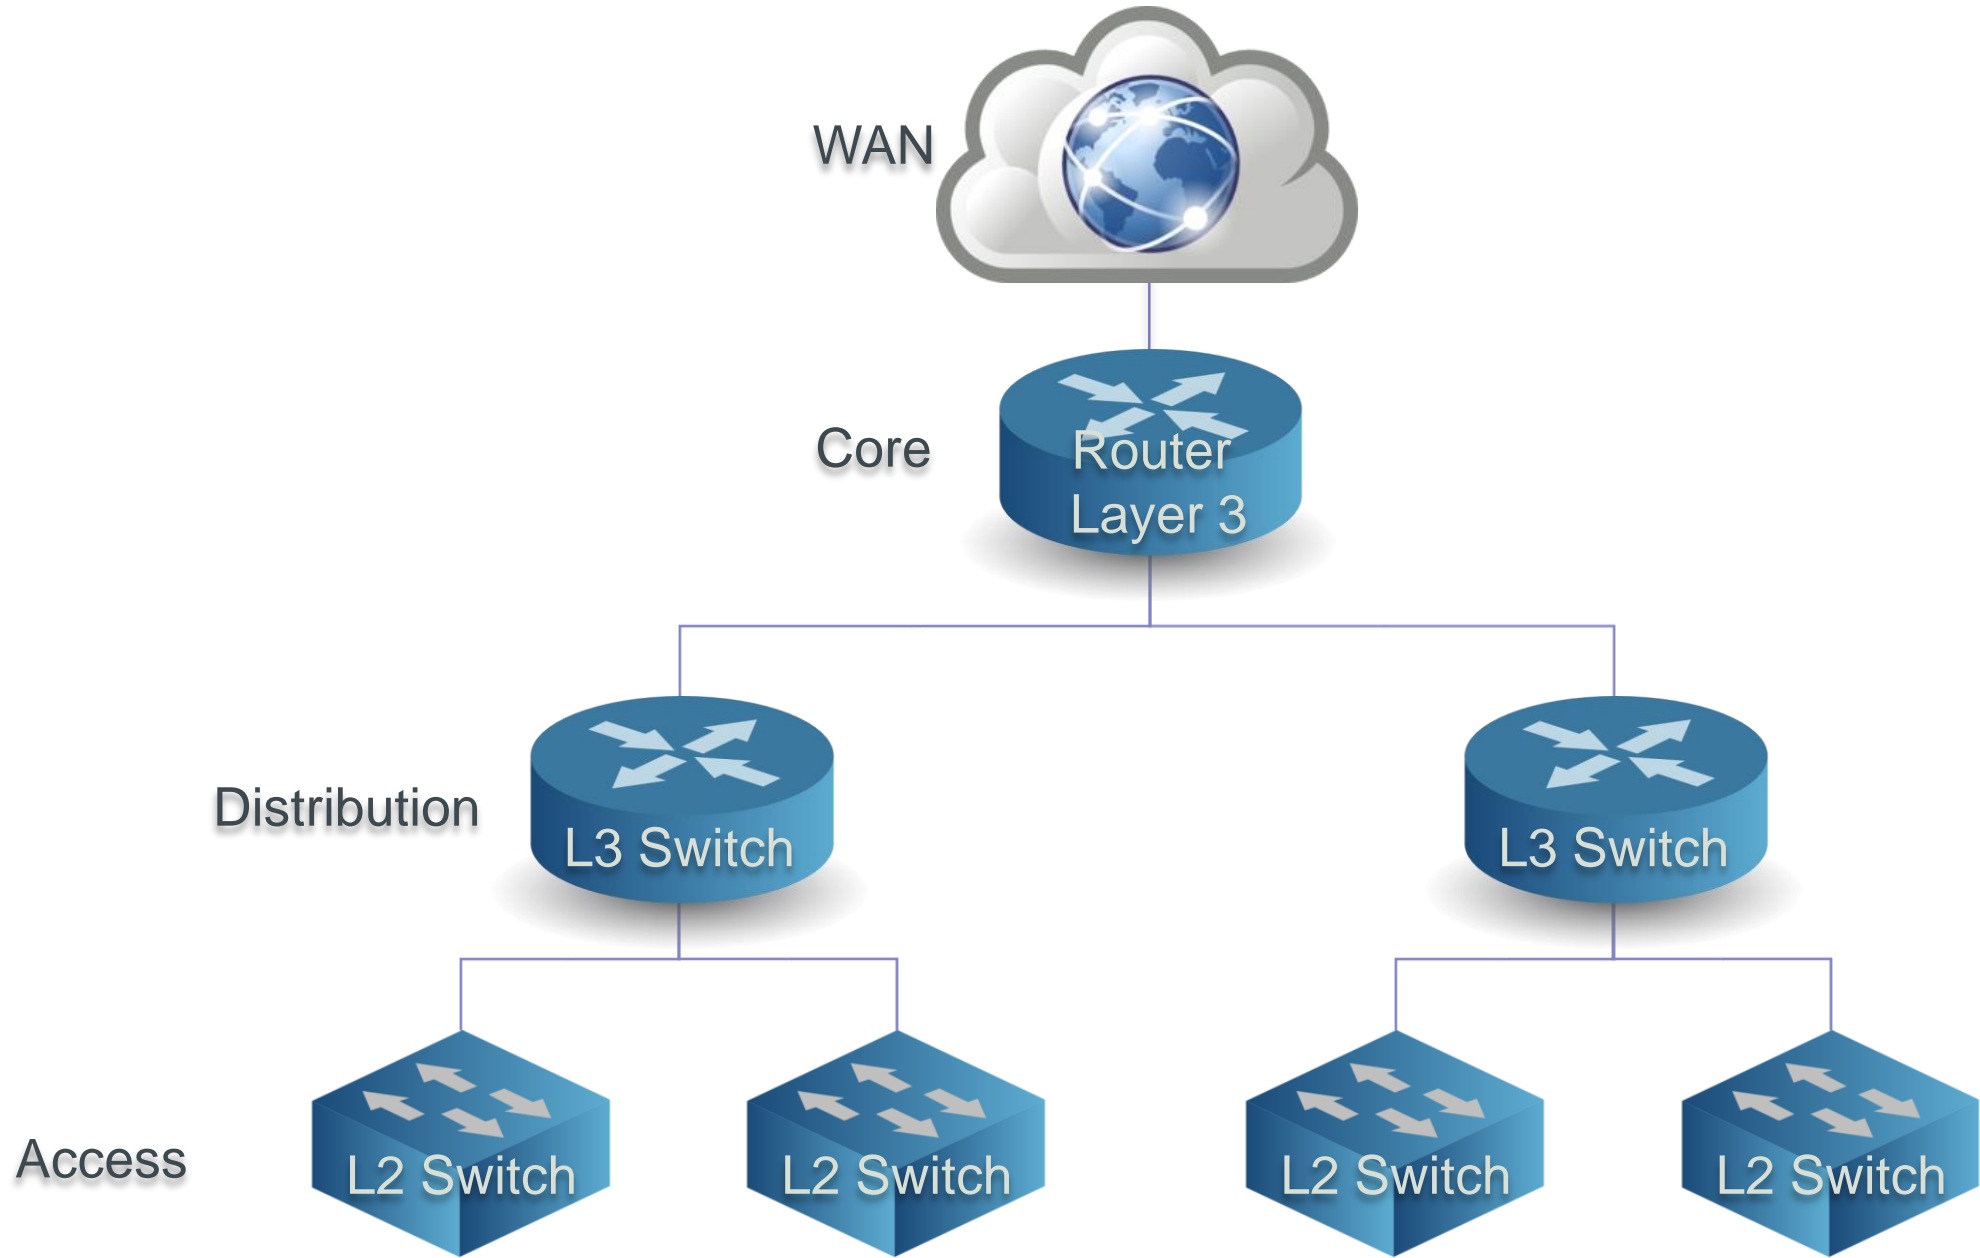 WAN
Core
Router
Layer 3
Distribution
L3 Switch
L3 Switch
Access
L2 Switch
L2 Switch
L2 Switch
L2 Switch